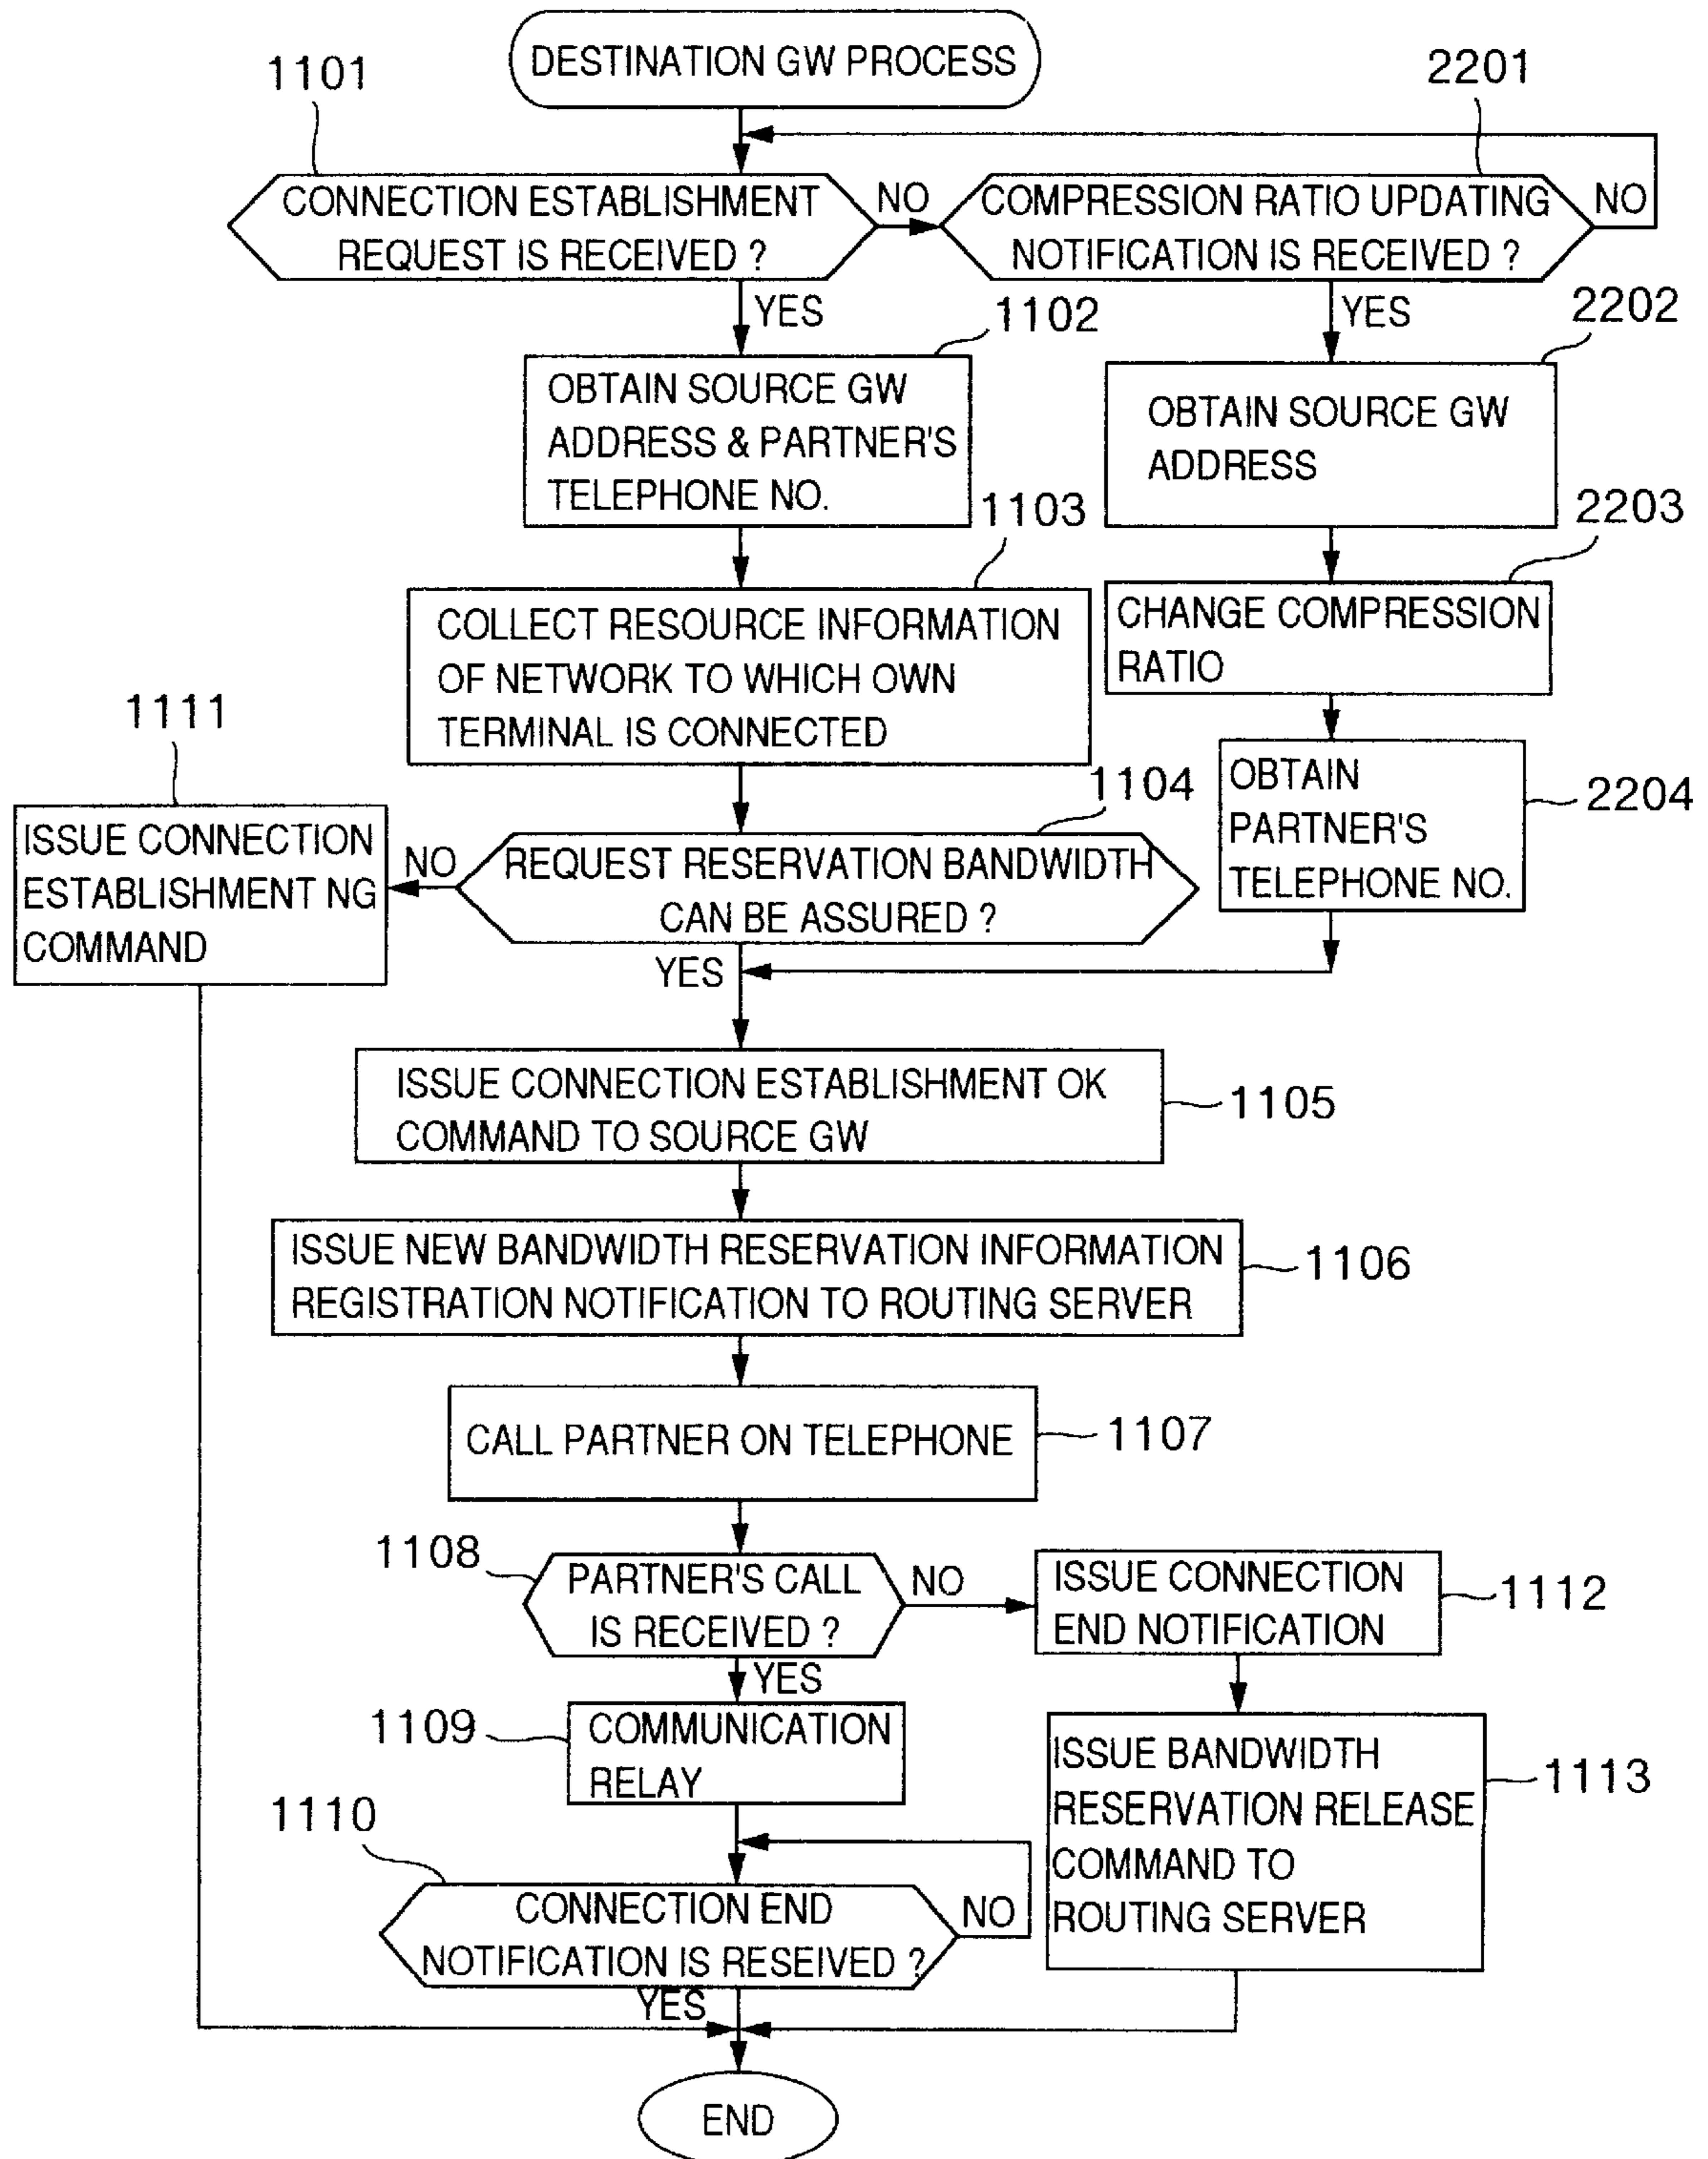 DESTINATION GW PROCESS
1101
2201
CONNECTION ESTABLISHMENT
REQUEST IS RECEIVED ?
NO
COMPRESSION RATIO UPDATING
NOTIFICATION IS RECEIVED ?
NO
YES
YES
1102
OBTAIN SOURCE GW
ADDRESS & PARTNER'S
TELEPHONE NO.
2202
OBTAIN SOURCE GW
ADDRESS
1103
COLLECT RESOURCE INFORMATION
OF NETWORK TO WHICH OWN
TERMINAL IS CONNECTED
2203
CHANGE COMPRESSION
RATIO
1111
ISSUE CONNECTION
ESTABLISHMENT NG
COMMAND
NO
1104
REQUEST RESERVATION BANDWIDTH
CAN BE ASSURED ?
OBTAIN
PARTNER'S
TELEPHONE NO.
2204
YES
ISSUE CONNECTION ESTABLISHMENT OK
COMMAND TO SOURCE GW
1105
ISSUE NEW BANDWIDTH RESERVATION INFORMATION
REGISTRATION NOTIFICATION TO ROUTING SERVER
1106
CALL PARTNER ON TELEPHONE
1107
1108
PARTNER'S CALL
IS RECEIVED ?
NO
ISSUE CONNECTION
END NOTIFICATION
1112
YES
1109
COMMUNICATION
RELAY
ISSUE BANDWIDTH
RESERVATION RELEASE
COMMAND TO
ROUTING SERVER
1113
1110
CONNECTION END
NOTIFICATION IS RESEIVED ?
NO
YES
END